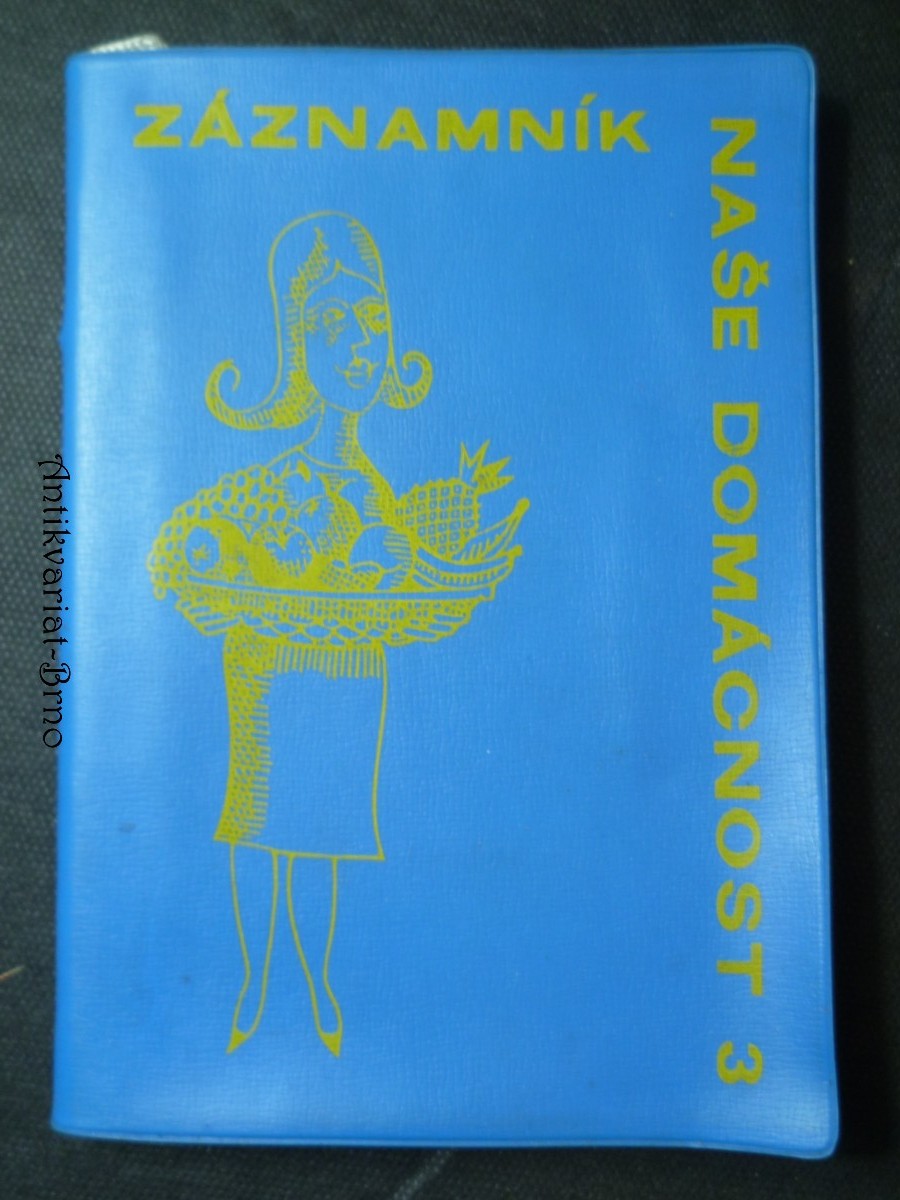 ZÁZNAMNÍK
NAŠE DOMÁCNOST 3
Antikvariat-Brno